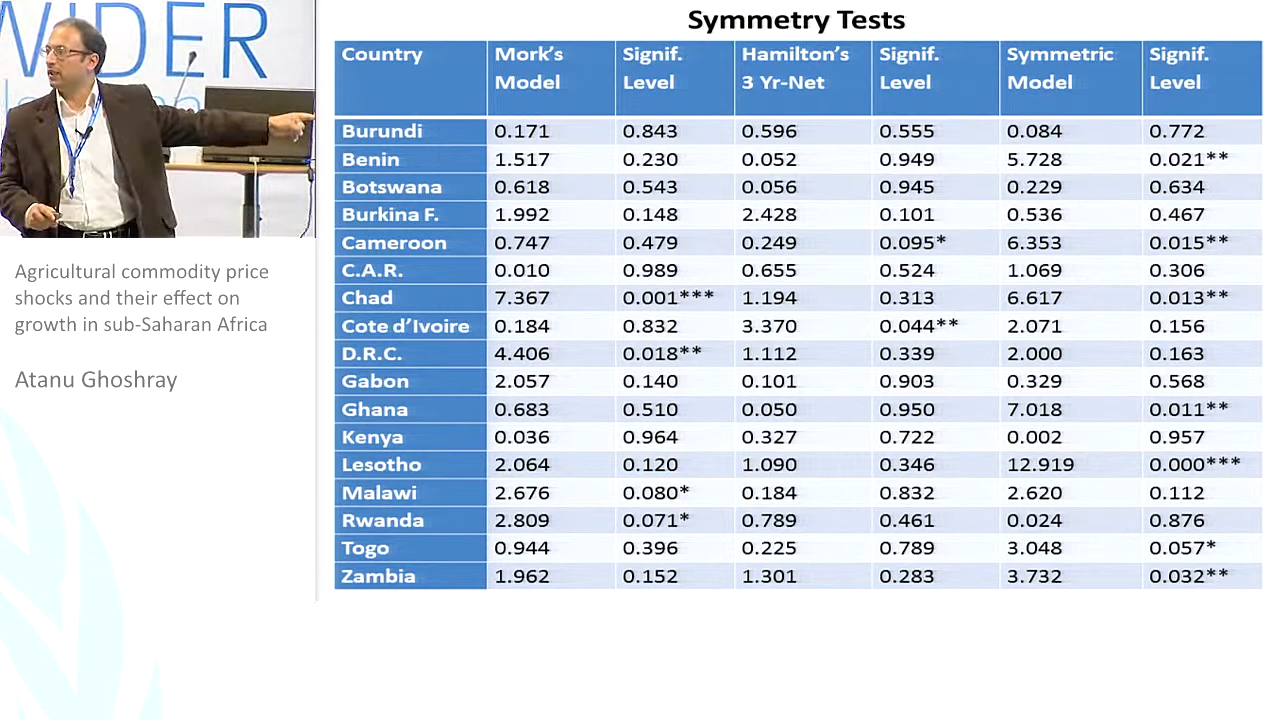 WIDER
Symmetry Tests
Country Mork's Model Signif. Level Hamilton's 3 Yr-Net Signif. Level Symmetric Model Signif. Level
Burundi 0.171 0.843 0.596 0.555 0.084 0.772
Benin 1.517 0.230 0.052 0.949 5.728 0.021**
Botswana 0.618 0.543 0.056 0.945 0.229 0.634
Burkina F. 1.992 0.148 2.428 0.101 0.536 0.467
Cameroon 0.747 0.479 0.249 0.095* 6.353 0.015**
C.A.R. 0.010 0.989 0.655 0.524 1.069 0.306
Chad 7.367 0.001*** 1.194 0.313 6.617 0.013**
Cote d'Ivoire 0.184 0.832 3.370 0.044** 2.071 0.156
D.R.C. 4.406 0.018** 1.112 0.339 2.000 0.163
Gabon 2.057 0.140 0.101 0.903 0.329 0.568
Ghana 0.683 0.510 0.050 0.950 7.018 0.011**
Kenya 0.036 0.964 0.327 0.722 0.002 0.957
Lesotho 2.064 0.120 1.090 0.346 12.919 0.000***
Malawi 2.676 0.080* 0.184 0.832 2.620 0.112
Rwanda 2.809 0.071* 0.789 0.461 0.024 0.876
Togo 0.944 0.396 0.225 0.789 3.048 0.057*
Zambia 1.962 0.152 1.301 0.283 3.732 0.032**
Agricultural commodity price
shocks and their effect on
growth in sub-Saharan Africa
Atanu Ghoshray